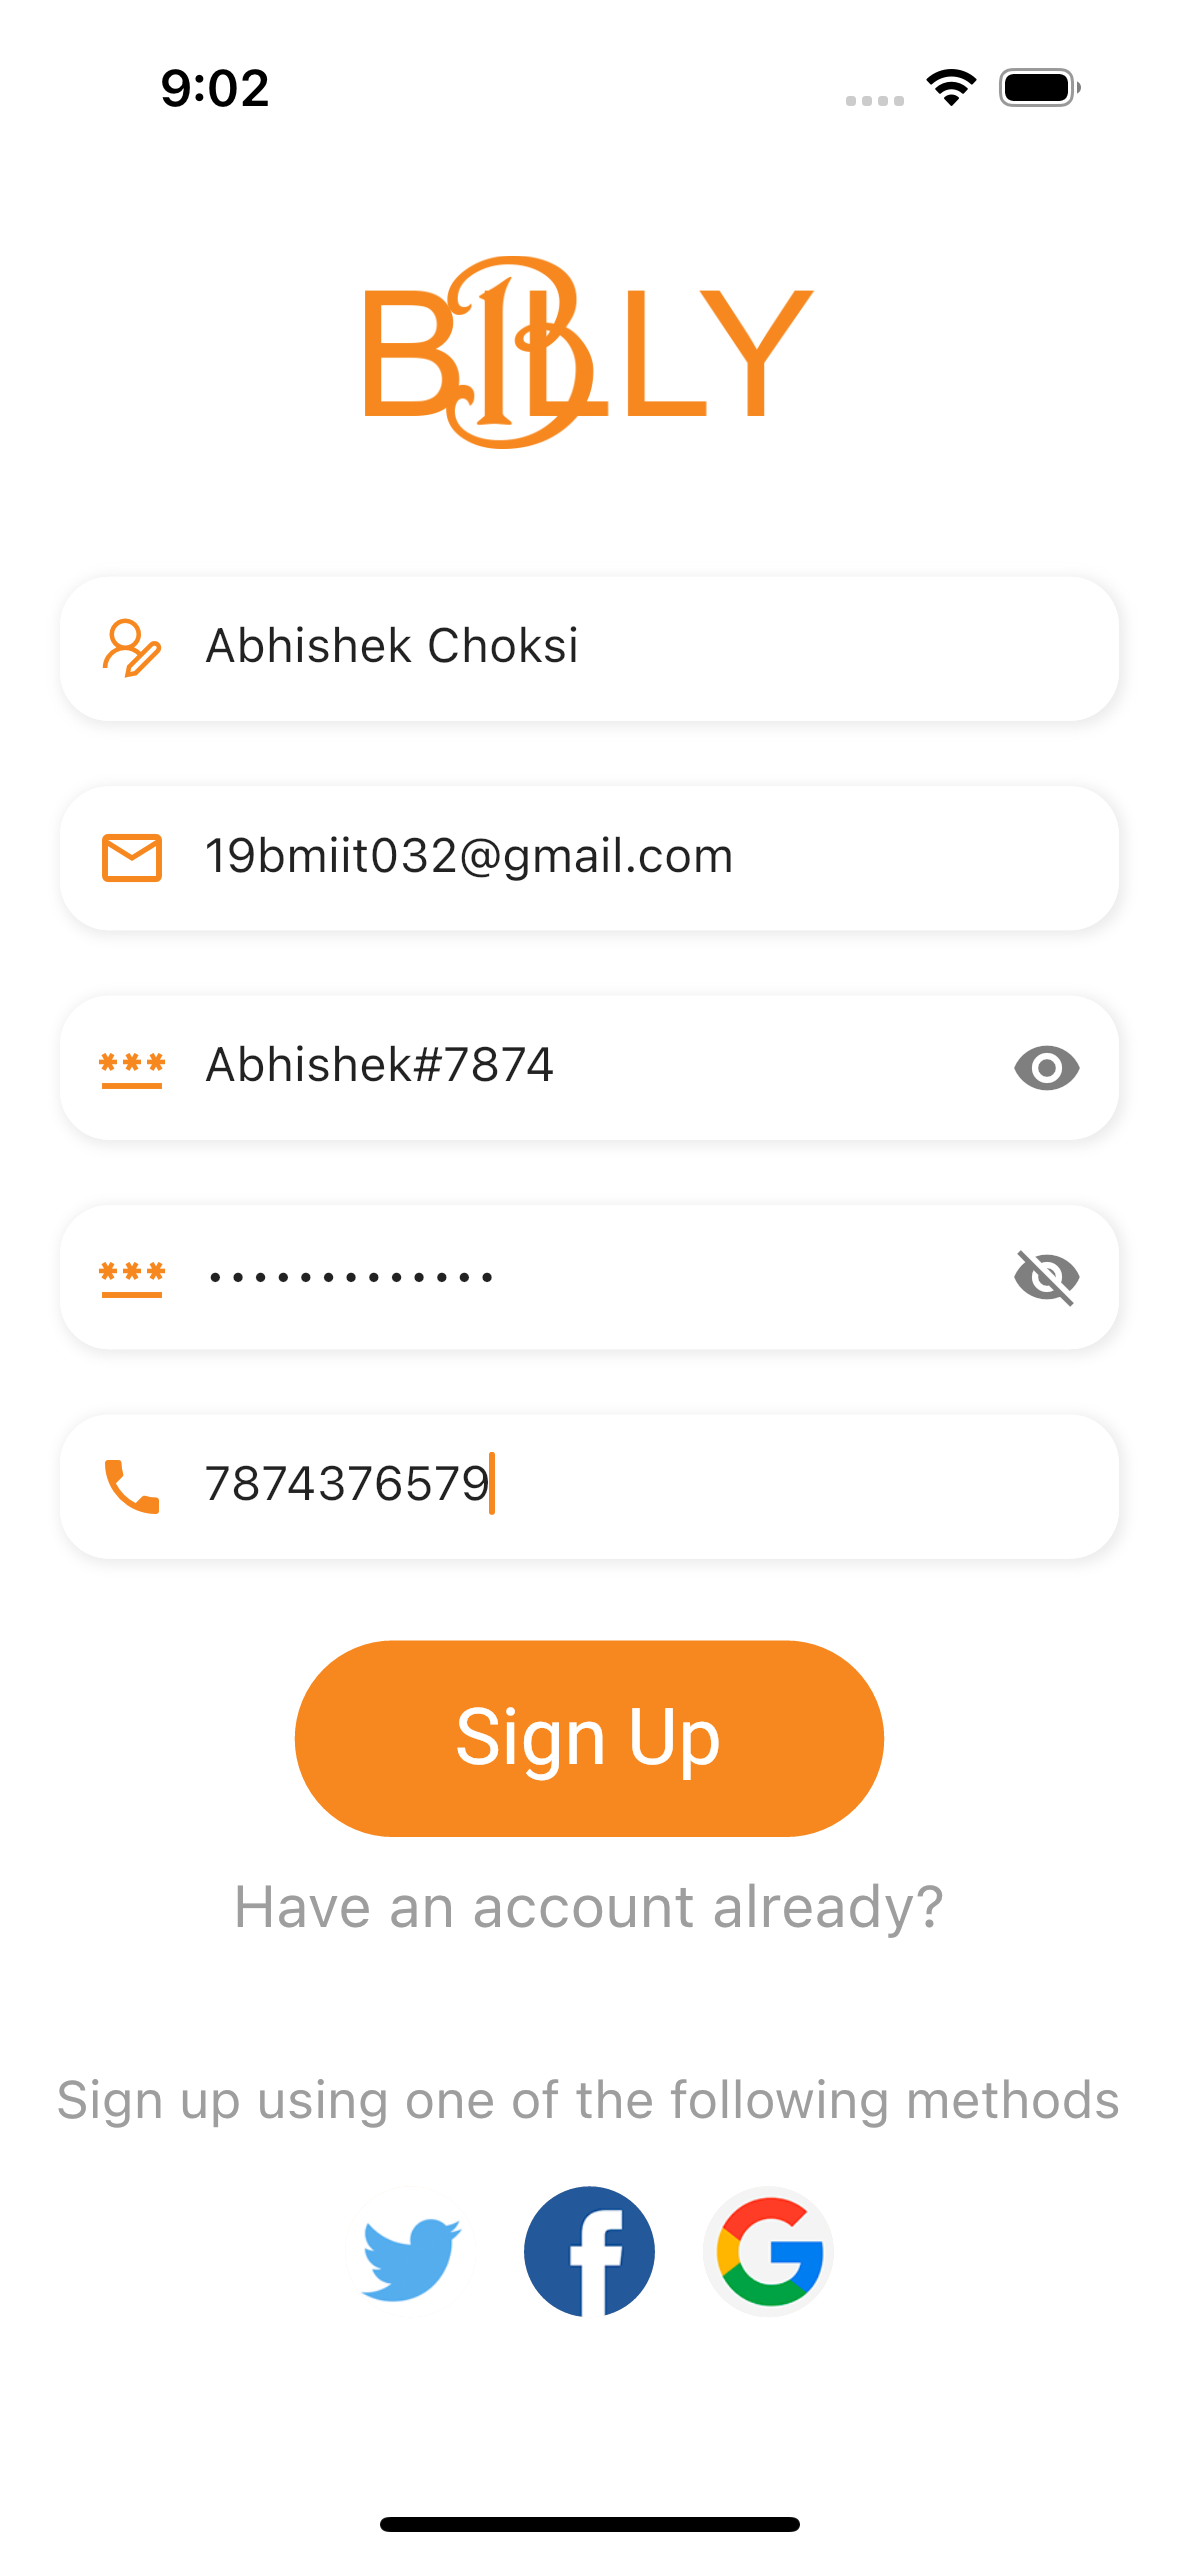 9:02
BILLY
Abhishek Choksi
19bmiit032@gmail.com
Abhishek#7874
•••••••••••••
7874376579
Sign Up
Have an account already?
Sign up using one of the following methods